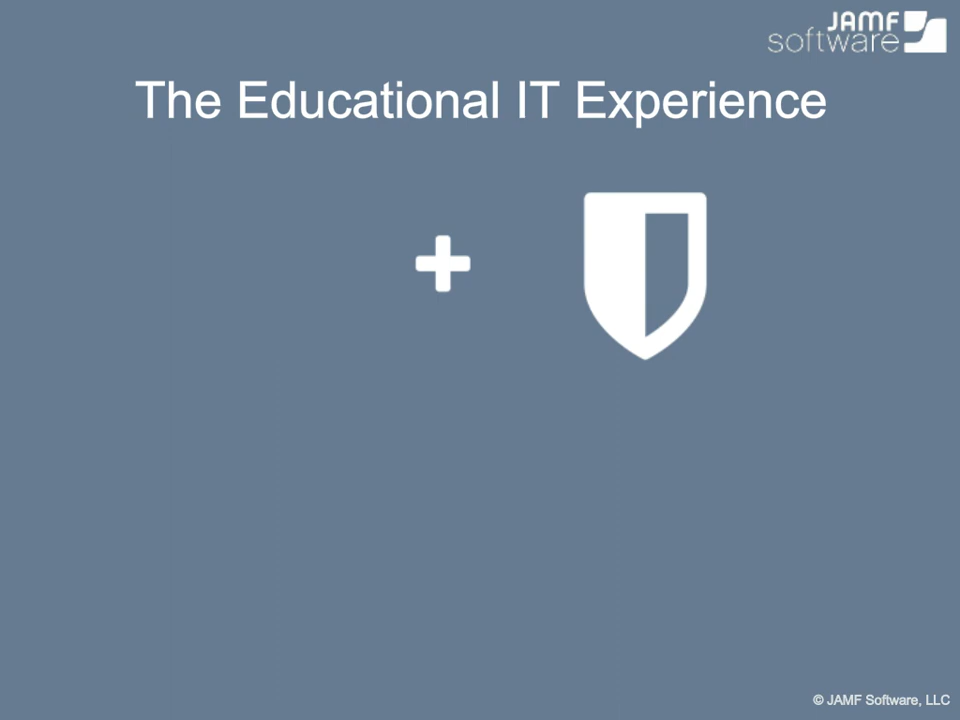 JAMF
software
The Educational IT Experience
© JAMF Software, LLC